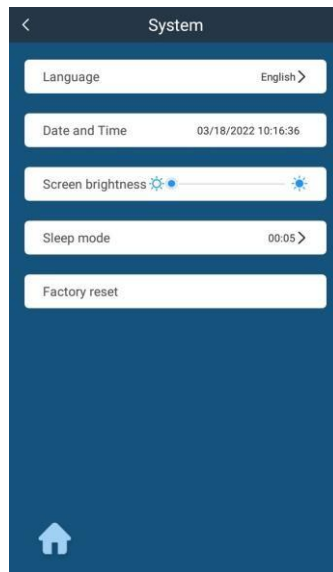 System
Language English
Date and Time 03/18/2022 10:16:36
Screen brightness
Sleep mode 00:05
Factory reset